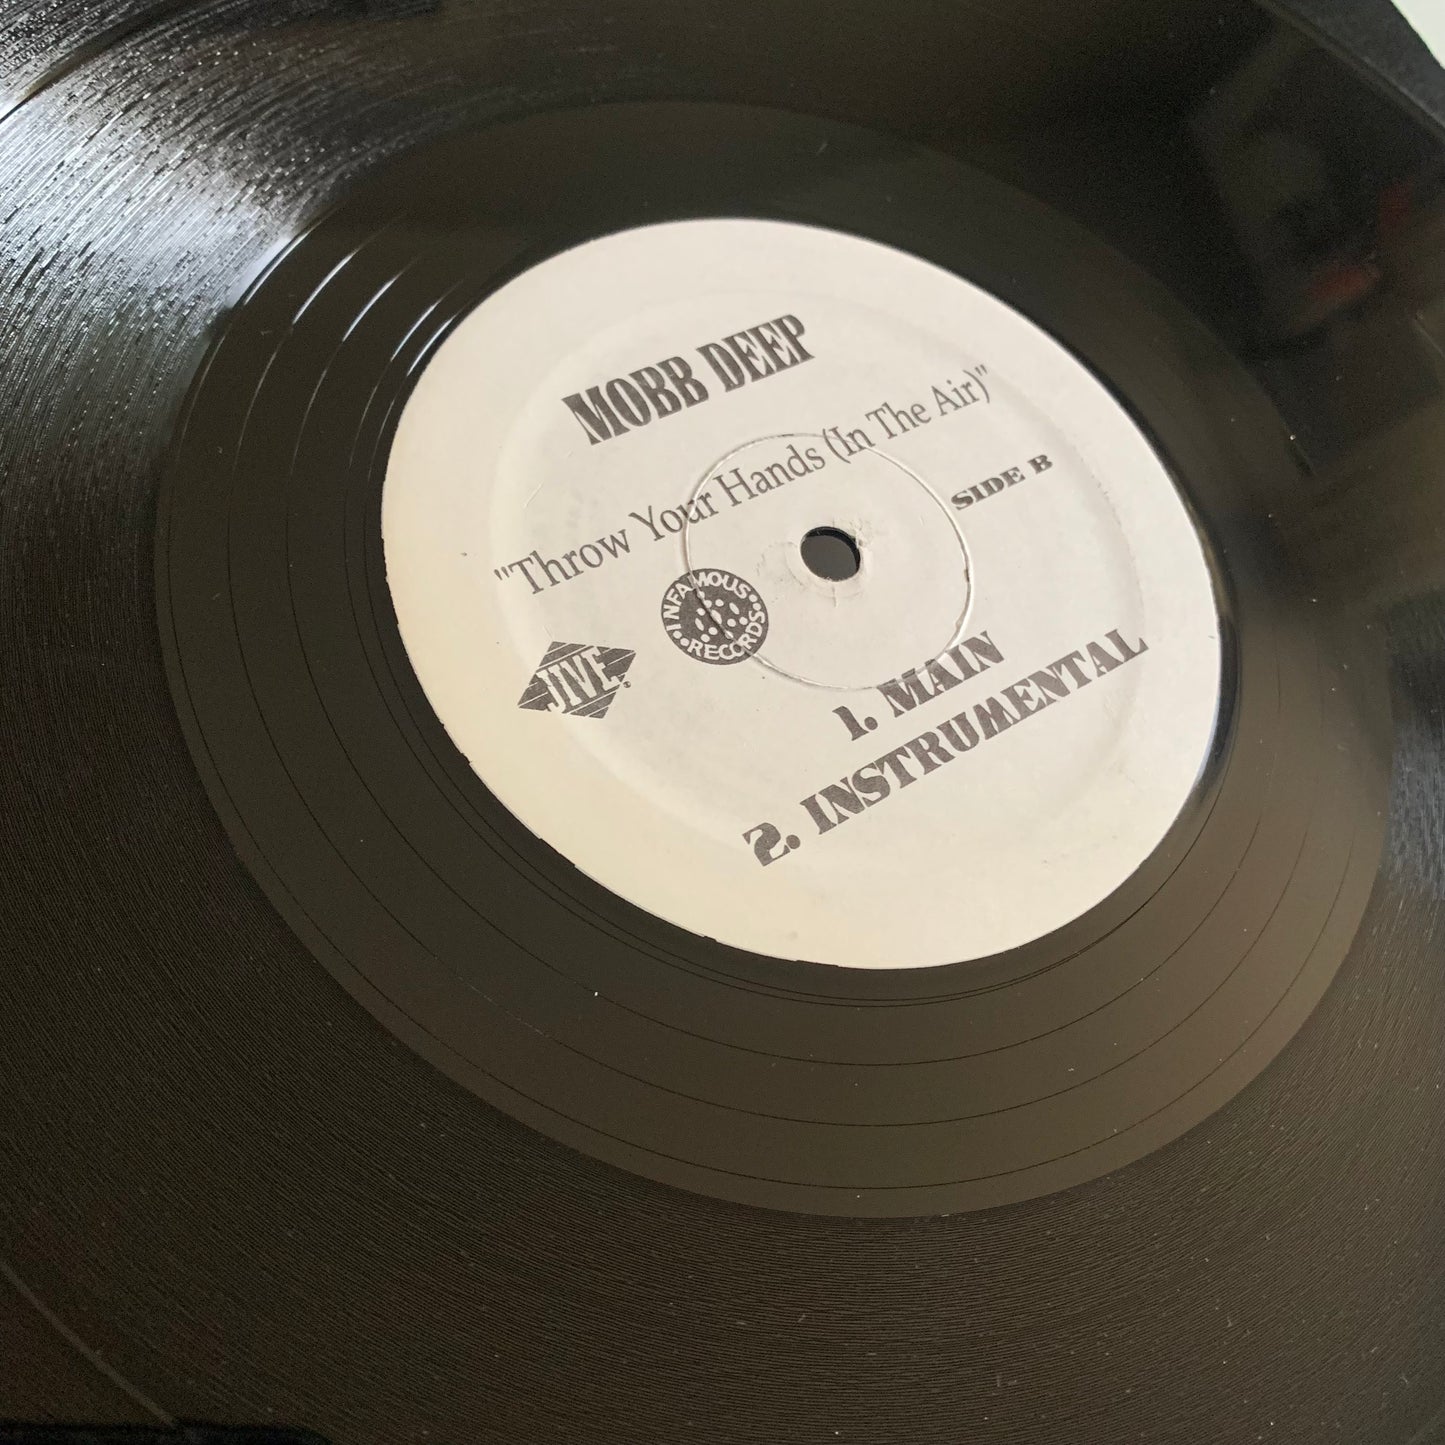 MOBB DEEP
"Throw Your Hands (In The Air)"
SIDE B
INFAMOUS RECORDS
JIVE
1. MAIN
2. INSTRUMENTAL